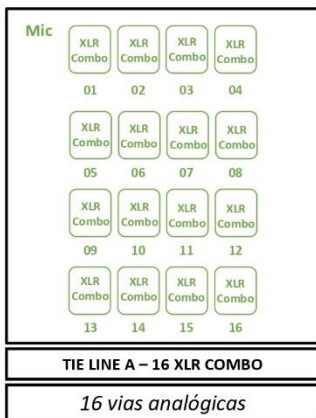 Mic
XLR XLR XLR XLR
Combo Combo Combo Combo
01 02 03 04
XLR XLR XLR XLR
Combo Combo Combo Combo
05 06 07 08
XLR XLR XLR XLR
Combo Combo Combo Combo
09 10 11 12
XLR XLR XLR XLR
Combo Combo Combo Combo
13 14 15 16
TIE LINE A – 16 XLR COMBO
16 vias analógicas